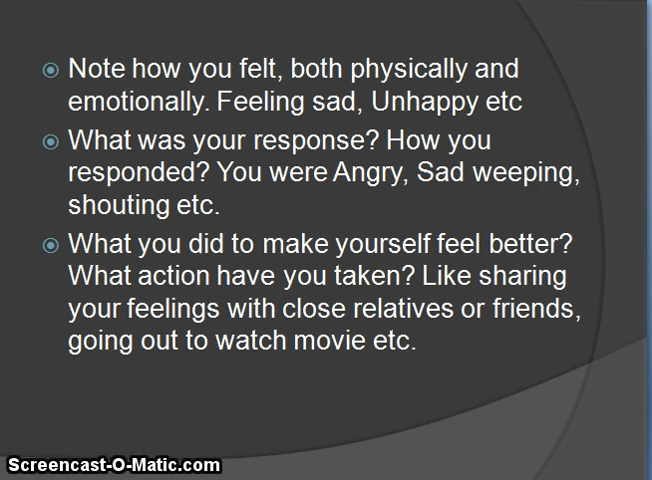 Note how you felt, both physically and
emotionally. Feeling sad, Unhappy etc
What was your response? How you
responded? You were Angry, Sad weeping,
shouting etc.
What you did to make yourself feel better?
What action have you taken? Like sharing
your feelings with close relatives or friends,
going out to watch movie etc.
Screencast-O-Matic.com